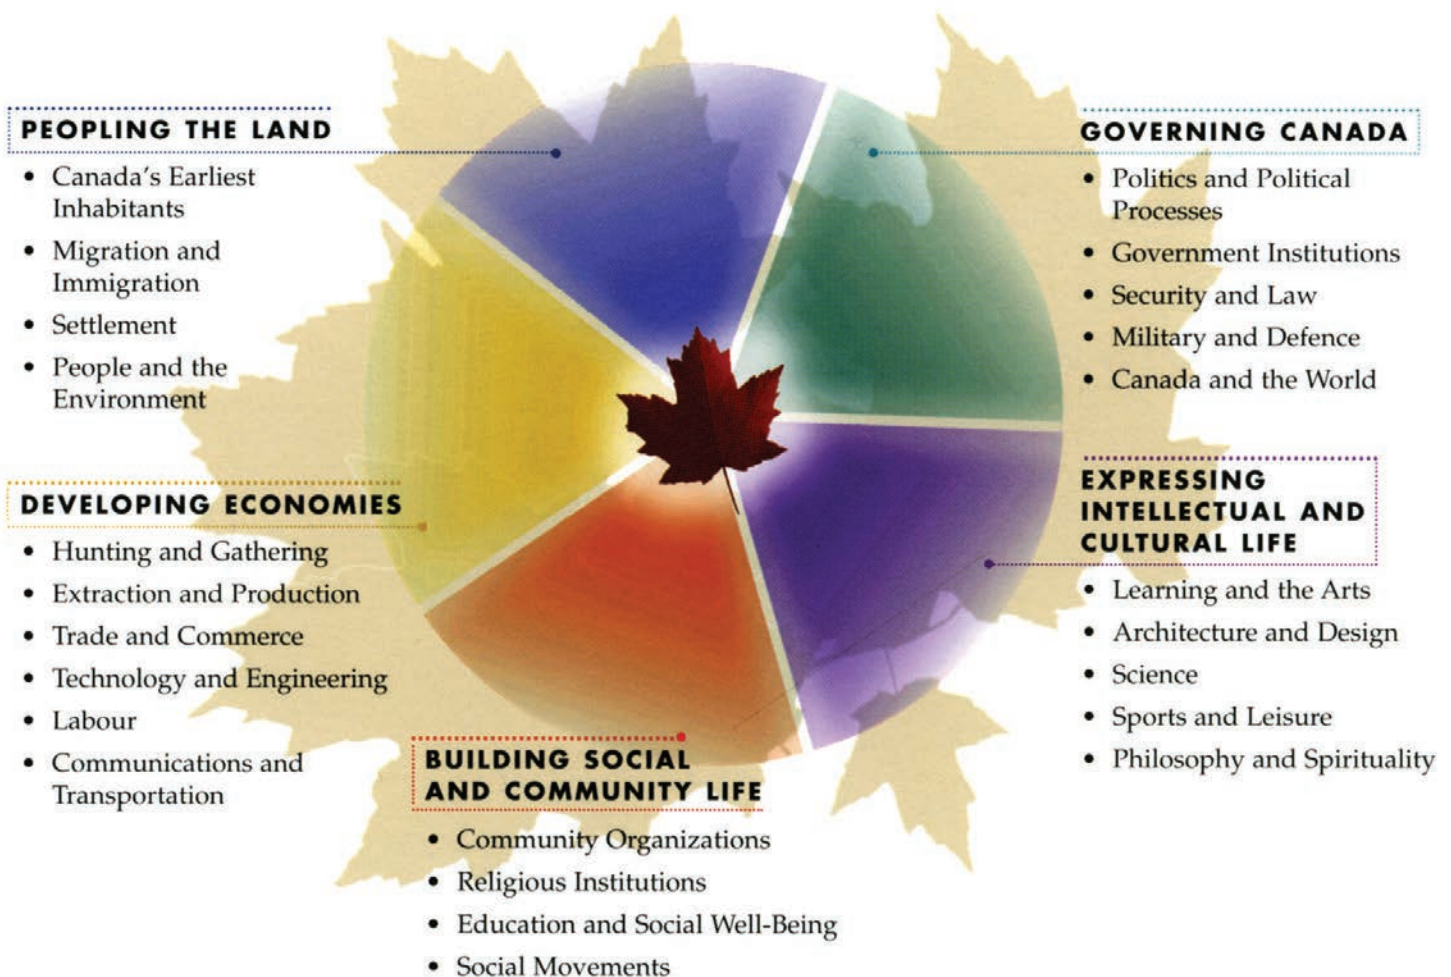 PEOPLING THE LAND
• Canada's Earliest
Inhabitants
• Migration and
Immigration
• Settlement
• People and the
Environment
DEVELOPING ECONOMIES
• Hunting and Gathering
• Extraction and Production
• Trade and Commerce
• Technology and Engineering
• Labour
• Communications and
Transportation
BUILDING SOCIAL
AND COMMUNITY LIFE
• Community Organizations
• Religious Institutions
• Education and Social Well-Being
• Social Movements
GOVERNING CANADA
• Politics and Political
Processes
• Government Institutions
• Security and Law
• Military and Defence
• Canada and the World
EXPRESSING
INTELLECTUAL AND
CULTURAL LIFE
• Learning and the Arts
• Architecture and Design
• Science
• Sports and Leisure
• Philosophy and Spirituality